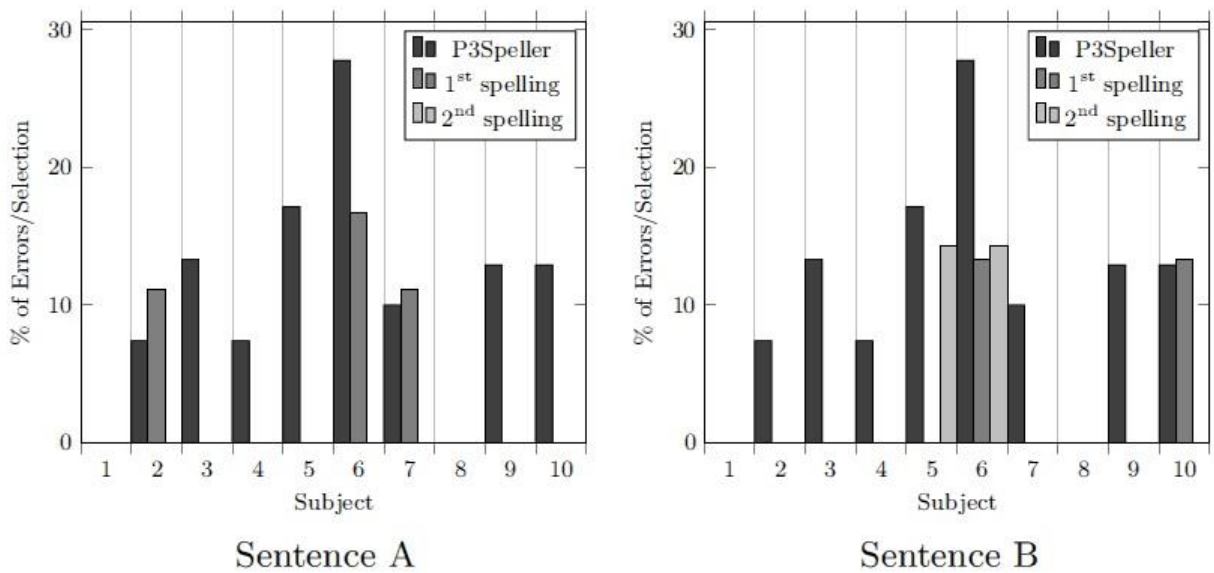 30
20
10
0
% of Errors/Selection
P3Speller
1st spelling
2nd spelling
1 2 3 4 5 6 7 8 9 10
Subject
Sentence A
30
20
10
0
% of Errors/Selection
P3Speller
1st spelling
2nd spelling
1 2 3 4 5 6 7 8 9 10
Subject
Sentence B